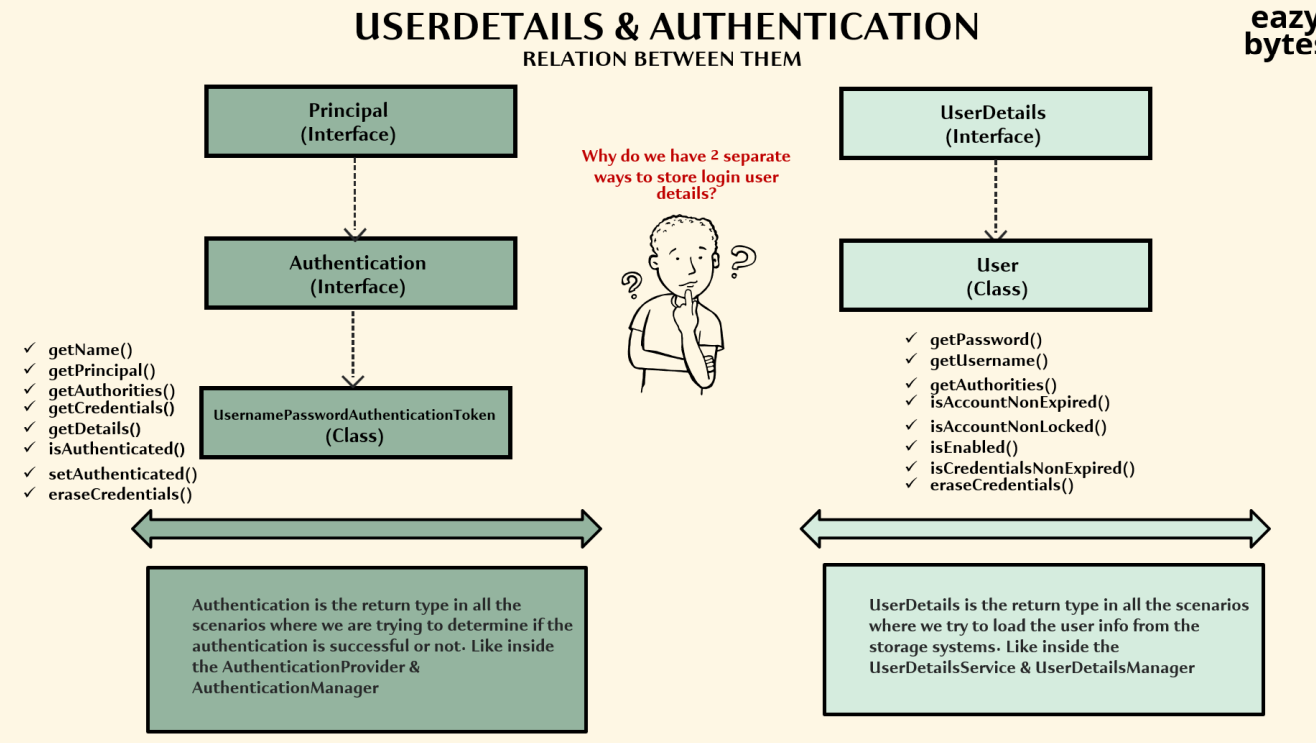 USERDETAILS & AUTHENTICATION
RELATION BETWEEN THEM
eazy
bytes
Principal
(Interface)
Authentication
(Interface)
UsernamePasswordAuthenticationToken
(Class)
✓ getName()
✓ getPrincipal()
✓ getAuthorities()
✓ getCredentials()
✓ getDetails()
✓ isAuthenticated()
✓ setAuthenticated()
✓ eraseCredentials()
Why do we have 2 separate
ways to store login user
details?
? ?
UserDetails
(Interface)
User
(Class)
✓ getPassword()
✓ getUsername()
✓ getAuthorities()
✓ isAccountNonExpired()
✓ isAccountNonLocked()
✓ isEnabled()
✓ isCredentialsNonExpired()
✓ eraseCredentials()
Authentication is the return type in all the
scenarios where we are trying to determine if the
authentication is successful or not. Like inside
the AuthenticationProvider &
AuthenticationManager
UserDetails is the return type in all the scenarios
where we try to load the user info from the
storage systems. Like inside the
UserDetailsService & UserDetailsManager